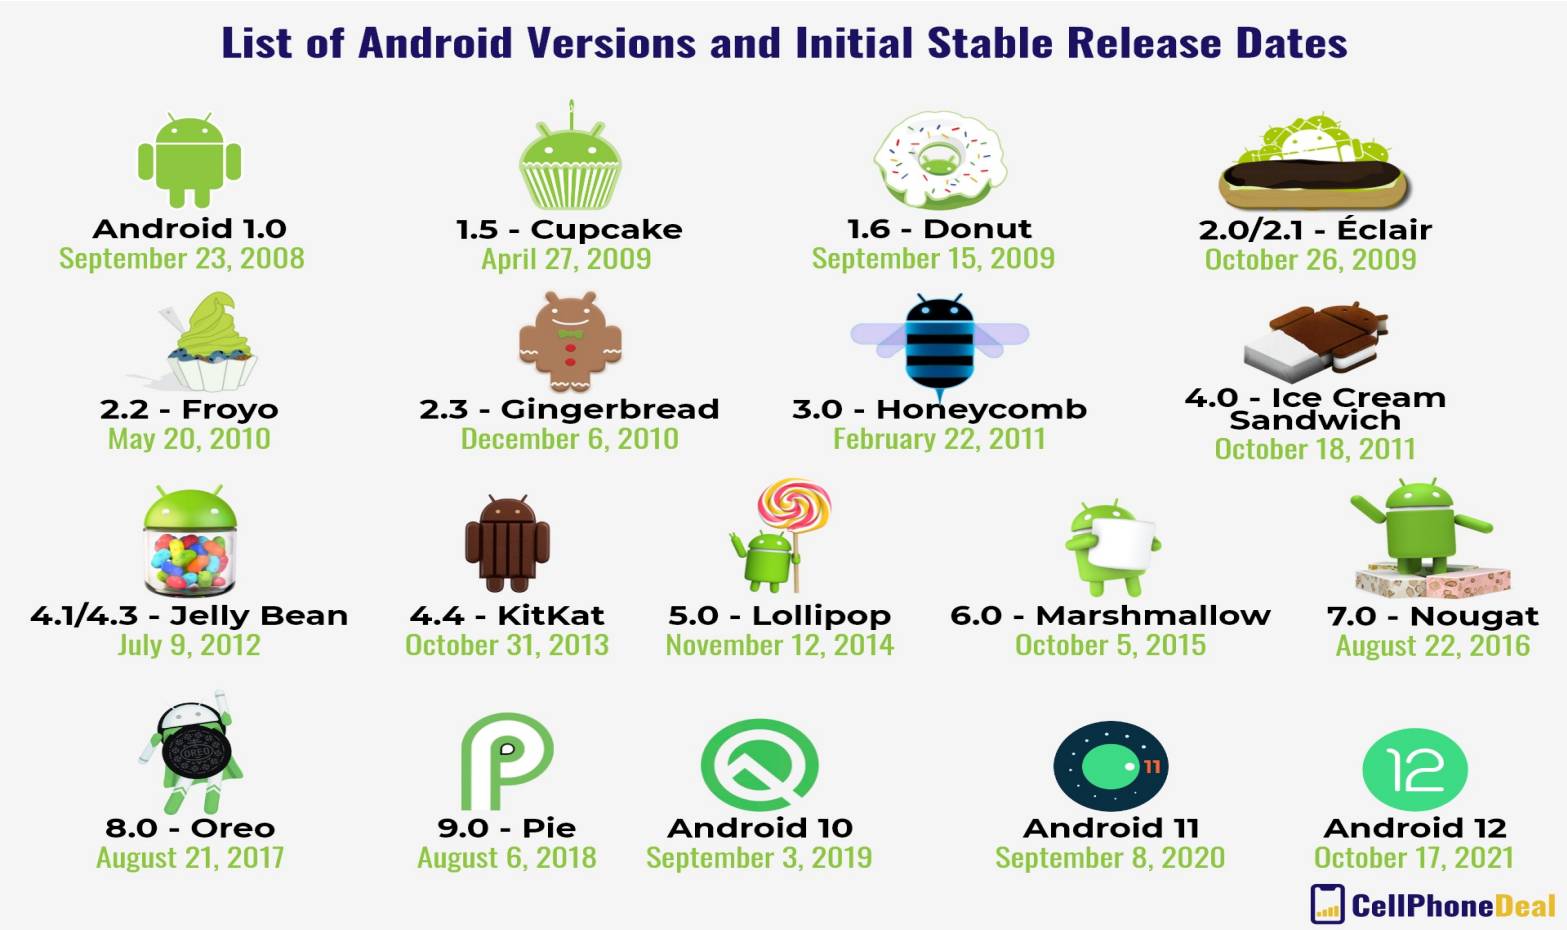 List of Android Versions and Initial Stable Release Dates
Android 1.0
September 23, 2008
1.5 - Cupcake
April 27, 2009
1.6 - Donut
September 15, 2009
2.0/2.1 - Éclair
October 26, 2009
2.2 - Froyo
May 20, 2010
2.3 - Gingerbread
December 6, 2010
3.0 - Honeycomb
February 22, 2011
4.0 - Ice Cream
Sandwich
October 18, 2011
4.1/4.3 - Jelly Bean
July 9, 2012
4.4 - KitKat
October 31, 2013
5.0 - Lollipop
November 12, 2014
6.0 - Marshmallow
October 5, 2015
7.0 - Nougat
August 22, 2016
OREO
8.0 - Oreo
August 21, 2017
9.0 - Pie
August 6, 2018
Android 10
September 3, 2019
11
Android 11
September 8, 2020
12
Android 12
October 17, 2021
CellPhoneDeal